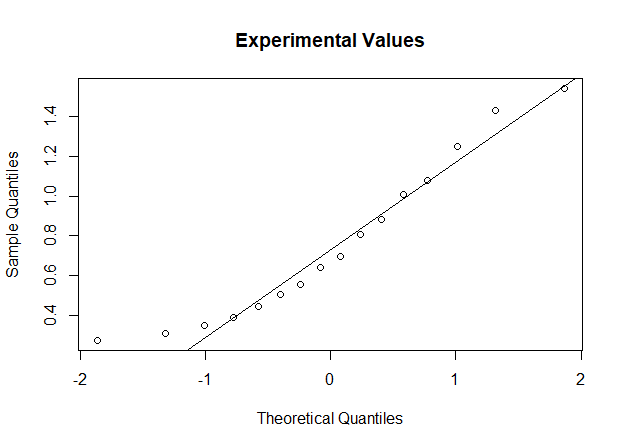 Experimental Values
Sample Quantiles
1.4
1.2
1.0
0.8
0.6
0.4
-2 -1 0 1 2
Theoretical Quantiles